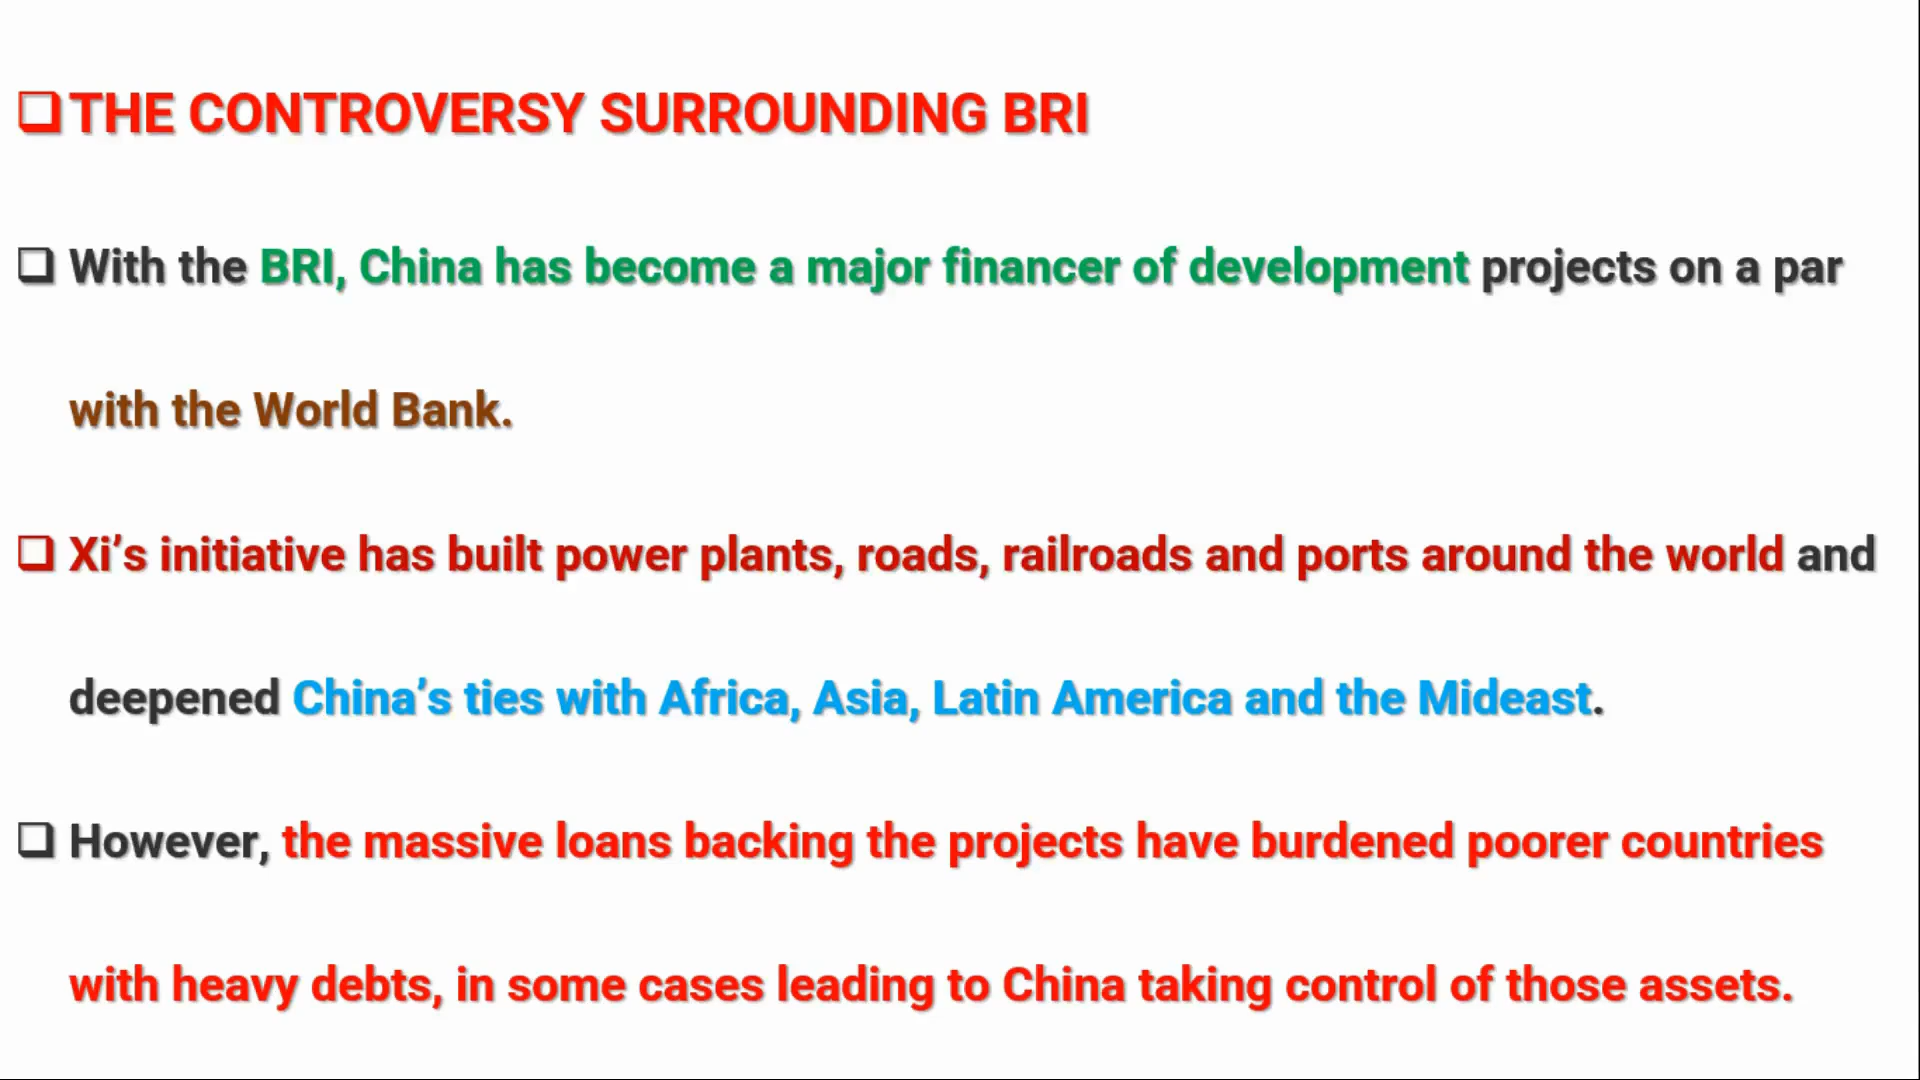 ❑THE CONTROVERSY SURROUNDING BRI
❑ With the BRI, China has become a major financer of development projects on a par
with the World Bank.
❑ Xi’s initiative has built power plants, roads, railroads and ports around the world and
deepened China’s ties with Africa, Asia, Latin America and the Mideast.
❑ However, the massive loans backing the projects have burdened poorer countries
with heavy debts, in some cases leading to China taking control of those assets.